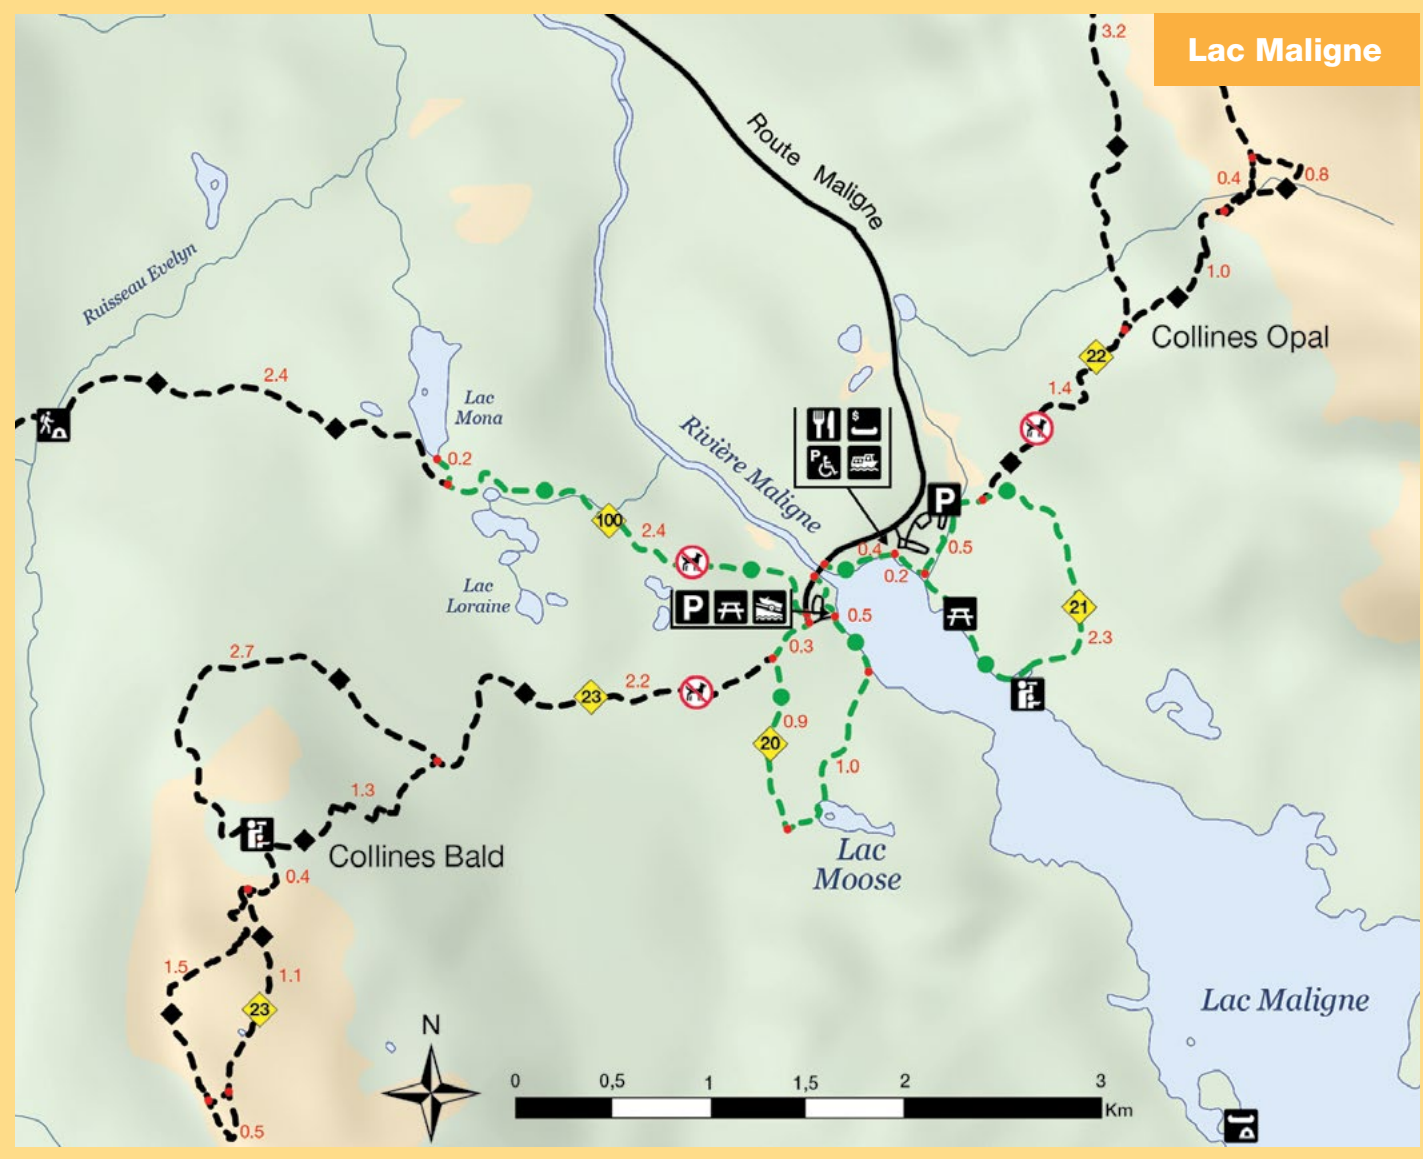 Lac Maligne
3.2
Route Maligne
0.4
0.8
1.0
Ruisseau Evelyn
Collines Opal
22
2.4
1.4
Lac
Mona
$
P
0.2
Rivière Maligne
P
100
2.4
0.4
0.5
0.2
Lac
Loraine
P
0.5
21
2.3
0.3
2.7
2.2
23
0.9
20
1.0
1.3
Collines Bald
Lac
Moose
0.4
1.5
1.1
23
Lac Maligne
N
0
0,5
1
1,5
2
3
Km
0.5